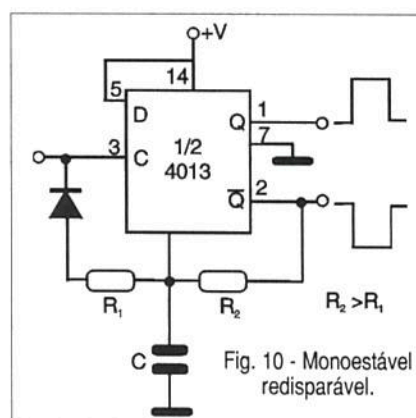 +V
14
5
D
Q
1
7
3
C
1/2
4013
Q̅
2
R₁
R₂
R₂ >R₁
C
Fig. 10 - Monoestável
redisparável.